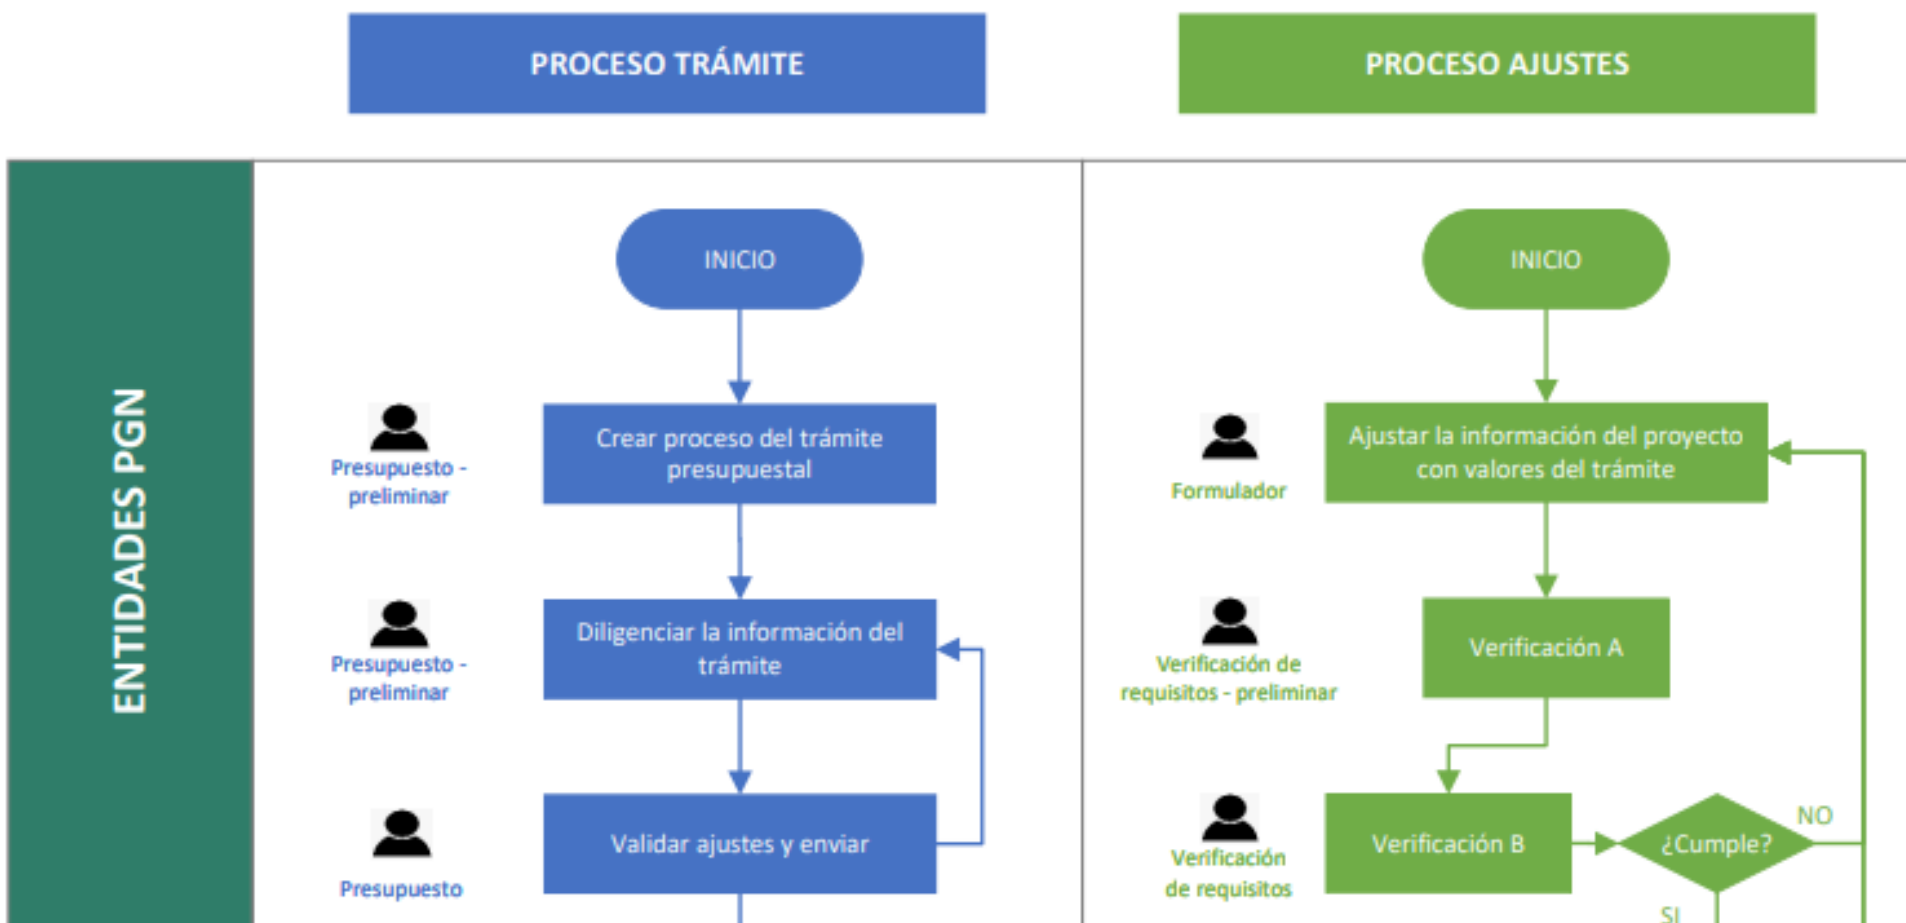 PROCESO TRÁMITE
PROCESO AJUSTES
ENTIDADES PGN
INICIO
Presupuesto -
preliminar
Crear proceso del trámite
presupuestal
Presupuesto -
preliminar
Diligenciar la información del
trámite
Presupuesto
Validar ajustes y enviar
INICIO
Formulador
Ajustar la información del proyecto
con valores del trámite
Verificación de
requisitos - preliminar
Verificación A
Verificación
de requisitos
Verificación B
¿Cumple?
NO
SI